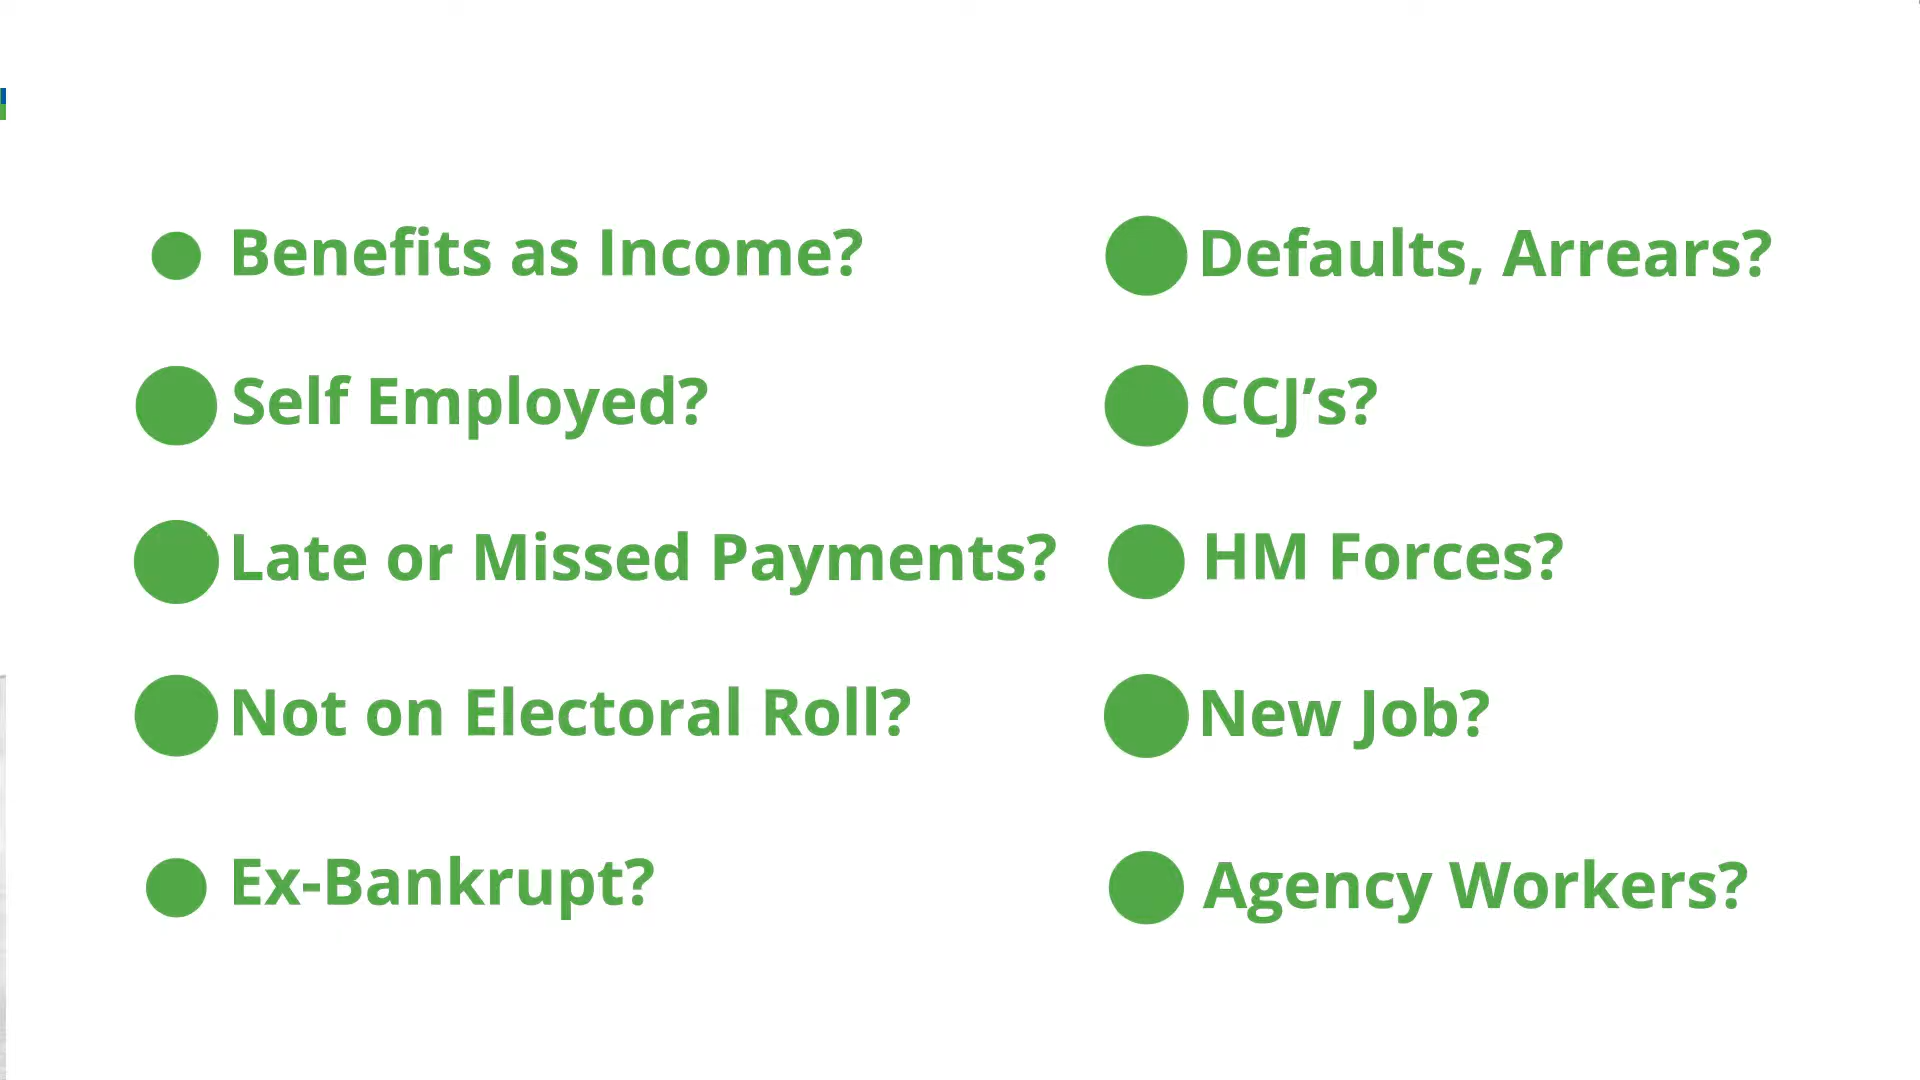 Benefits as Income?
Self Employed?
Late or Missed Payments?
Not on Electoral Roll?
Ex-Bankrupt?
Defaults, Arrears?
CCJ’s?
HM Forces?
New Job?
Agency Workers?